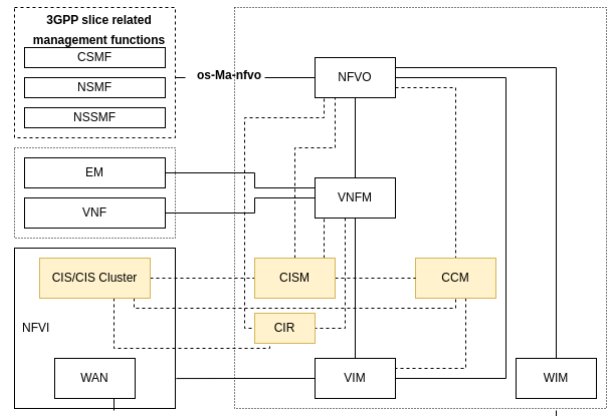 3GPP slice related
management functions
CSMF
NSMF
NSSMF
os-Ma-nfvo
NFVO
EM
VNF
VNFM
CIS/CIS Cluster
CISM
CCM
NFVI
CIR
WAN
VIM
WIM